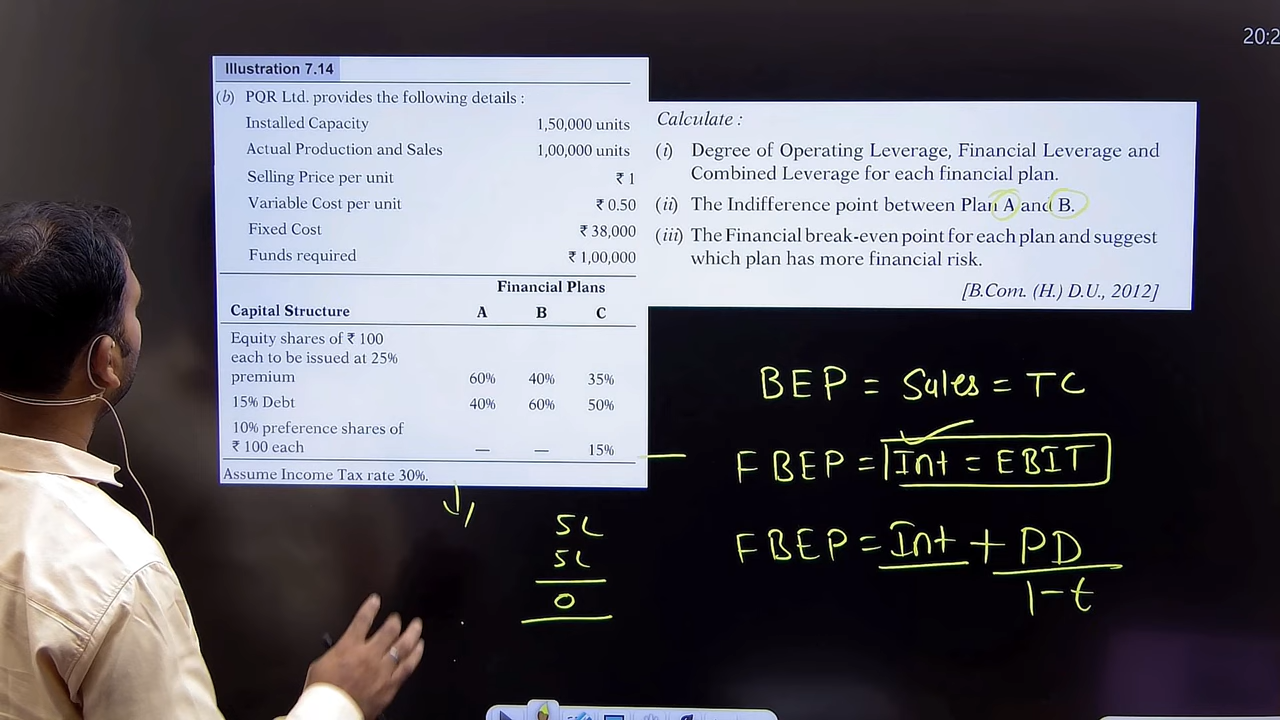 20:2
Illustration 7.14
(b) PQR Ltd. provides the following details :
Installed Capacity 1,50,000 units
Actual Production and Sales 1,00,000 units
Selling Price per unit ₹ 1
Variable Cost per unit ₹ 0.50
Fixed Cost ₹ 38,000
Funds required ₹ 1,00,000
Financial Plans
Capital Structure A B C
Equity shares of ₹ 100
each to be issued at 25%
premium 60% 40% 35%
15% Debt 40% 60% 50%
10% preference shares of
₹ 100 each — — 15%
Assume Income Tax rate 30%.
Calculate :
(i) Degree of Operating Leverage, Financial Leverage and
Combined Leverage for each financial plan.
(ii) The Indifference point between Plan A and B.
(iii) The Financial break-even point for each plan and suggest
which plan has more financial risk.
[B.Com. (H.) D.U., 2012]
BEP = Sales = TC
FBEP = Int = EBIT
FBEP = Int + PD
1-t
5L
5L
0